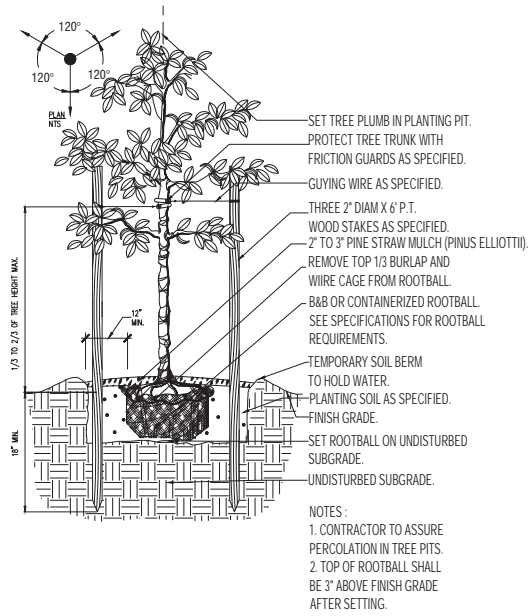 120°
120°
120°
PLAN
NTS
SET TREE PLUMB IN PLANTING PIT.
PROTECT TREE TRUNK WITH
FRICTION GUARDS AS SPECIFIED.
GUYING WIRE AS SPECIFIED.
THREE 2" DIAM X 6' P.T.
WOOD STAKES AS SPECIFIED.
2" TO 3" PINE STRAW MULCH (PINUS ELLIOTTII).
REMOVE TOP 1/3 BURLAP AND
WIIRE CAGE FROM ROOTBALL.
B&B OR CONTAINERIZED ROOTBALL.
SEE SPECIFICATIONS FOR ROOTBALL
REQUIREMENTS.
TEMPORARY SOIL BERM
TO HOLD WATER.
PLANTING SOIL AS SPECIFIED.
FINISH GRADE.
SET ROOTBALL ON UNDISTURBED
SUBGRADE.
UNDISTURBED SUBGRADE.
1/3 TO 2/3 OF TREE HEIGHT MAX.
12"
MIN.
18" MIN.
NOTES :
1. CONTRACTOR TO ASSURE
PERCOLATION IN TREE PITS.
2. TOP OF ROOTBALL SHALL
BE 3" ABOVE FINISH GRADE
AFTER SETTING.